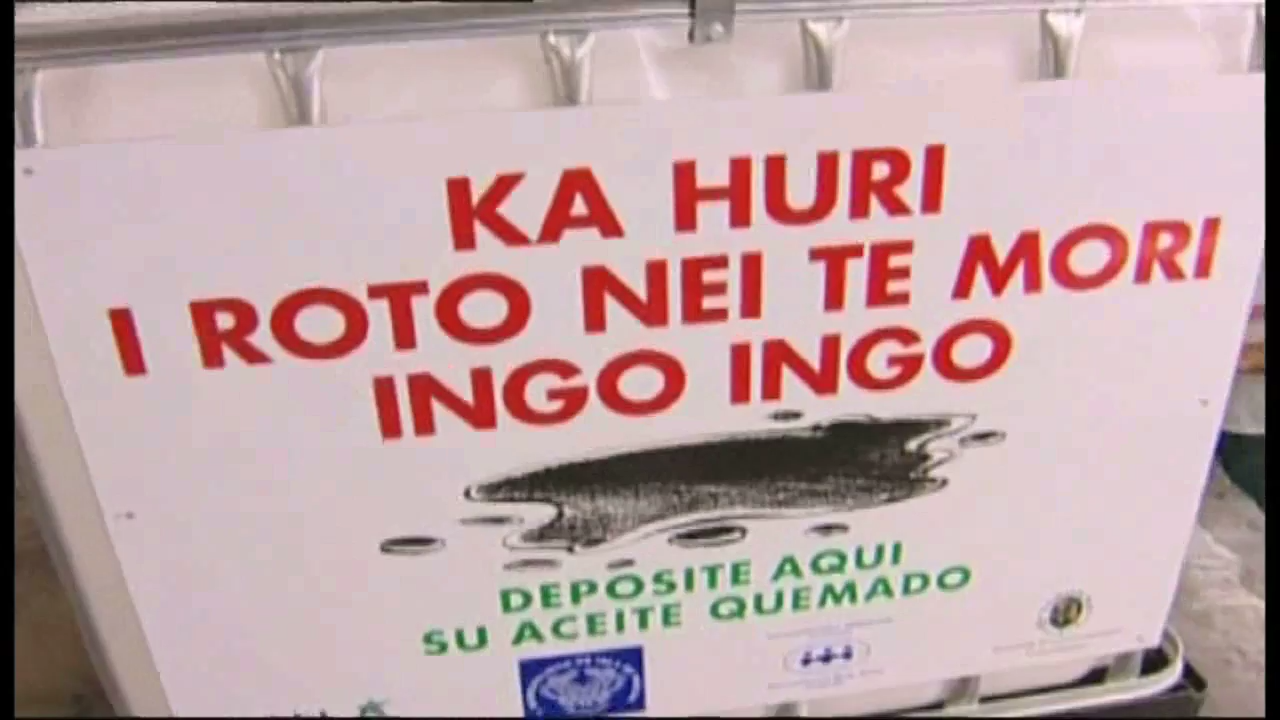 KA HURI
I ROTO NEI TE MORI
INGO INGO
DEPOSITE AQUI
SU ACEITE QUEMADO